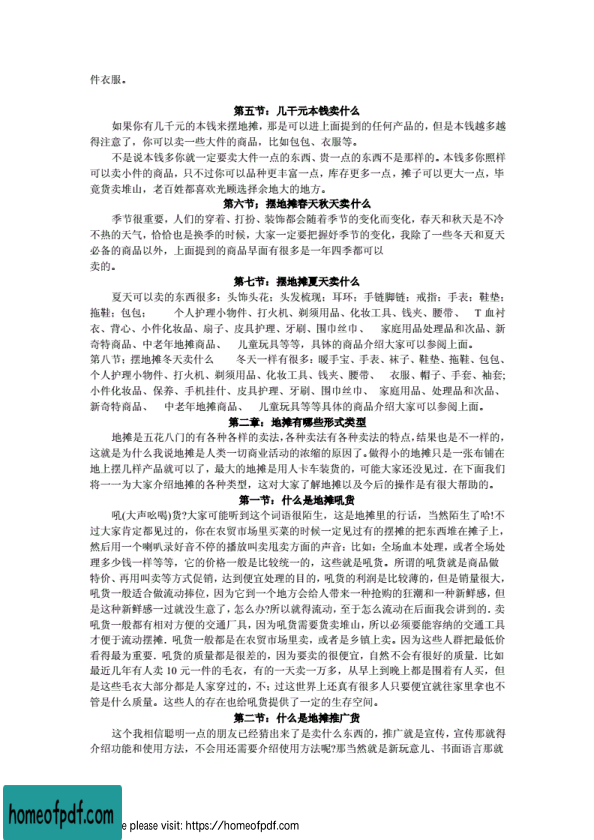 件衣服。
第五节：几千元本钱卖什么
如果你有几千元的本钱来摆地摊，那是可以进上面提到的任何产品的，但是本钱越多越
得注意了，你可以卖一些大件的商品，比如包包、衣服等。
不是说本钱多你就一定要卖大件一点的东西、贵一点的东西不是那样的。本钱多你照样
可以卖小件的商品，只不过你可以品种更丰富一点，库存更多一点，摊子可以更大一点，毕
竟货卖堆山，老百姓都喜欢光顾选择余地大的地方。
第六节；摆地摊春天秋天卖什么
季节很重要，人们的穿着、打扮、装饰都会随着季节的变化而变化，春天和秋天是不冷
不热的天气，恰恰也是换季的时候，大家一定要把握好季节的变化，我除了一些冬天和夏天
必备的商品以外，上面提到的商品早面有很多是一年四季都可以
卖的。
第七节：摆地摊夏天卖什么
夏天可以卖的东西很多；头饰头花；头发梳现；耳环；手链脚链；戒指；手表；鞋垫；
拖鞋；包包； 个人护理小物件、打火机、剃须用品、化妆工具、钱夹、腰带、 T 血衬
衣、背心、小件化妆品、扇子、皮具护理、牙刷、围巾丝巾、 家庭用品处理品和次品、新
奇特商品、中老年地摊商品、 儿童玩具等等，具钵的商品介绍大家可以参阅上面。
第八节：摆地摊冬天卖什么 冬天一样有很多；暖手宝、手表、袜子、鞋垫、拖鞋、包包、
个人护理小物件、打火机、剃须用品、化妆工具、钱夹、腰带、 衣服、帽子、手套、袖套;
小件化妆品、保养、手机挂什、皮具护理、牙刷、围巾丝巾、 家庭用品、处理品和次品、
新奇特商品、 中老年地摊商品、 儿童玩具等等具体的商品介绍大家可以参阅上面。
第二章：地摊有哪些形式类型
地摊是五花八门的有各种各样的卖法，各种卖法有各种卖法的特点，结果也是不一样的，
这就是为什么我说地摊是人类一切商业活动的浓缩的原因了。做得小的地摊只是一张布铺在
地上摆几样产品就可以了，最大的地摊是用人卡车装货的，可能大家还没见过．在下面我们
将一一为大家介绍地摊的各种类型，这对大家了解地摊以及今后的操作是有很大帮助的。
第一节：什么是地摊吼货
吼(大声吆喝)货?大家可能听到这个词语很陌生，这是地摊里的行话，当然陌生了哈!不
过大家肯定都见过的，你在农贸市场里买菜的时候一定见过有的摆摊的把东西堆在摊子上，
然后用一个喇叭录好音不停的播放叫卖甩卖方面的声音；比如；全场血本处理，或者全场处
理多少钱一样等等，它的价格一般是比较统一的，这些就是吼货。所谓的吼货就是商品做
特价、再用叫卖等方式促销，达到便宜处理的目的，吼货的利润是比较薄的，但是销量很大，
吼货一般适合做流动摔位，因为它到一个地方会给人带来一种抢购的狂潮和一种新鲜感，但
是这种新鲜感一过就没生意了，怎么办?所以就得流动，至于怎么流动在后面我会讲到的．卖
吼货一般都有相对方便的交通厂具，因为吼货需要货卖堆山，所以必须要能容纳的交通工具
才便于流动摆摊．吼货一般都是在农贸市场里卖，或者是乡镇上卖。因为这些人群把最低价
看得最为重要．吼货的质量都是很差的，因为要卖的很便宜，自然不会有很好的质量．比如
最近几年有人卖 10 元一件的毛衣，有的一天卖一万多，从早上到晚上都是围着有人买，但
是这些毛衣大部分都是人家穿过的，不；过这世界上还真有很多人只要便宜就往家里拿也不
管是什么质量。这些人的存在也给吼货提供了一定的生存空间。
第二节：什么是地摊推广货
这个我相信聪明一点的朋友已经猜出来了是卖什么东西的，推广就是宣传，宣传那就得
介绍功能和使用方法，不会用还需要介绍使用方法呢?那当然就是新玩意儿、书面语言那就
homeofpdf.com
e please visit: https://homeofpdf.com